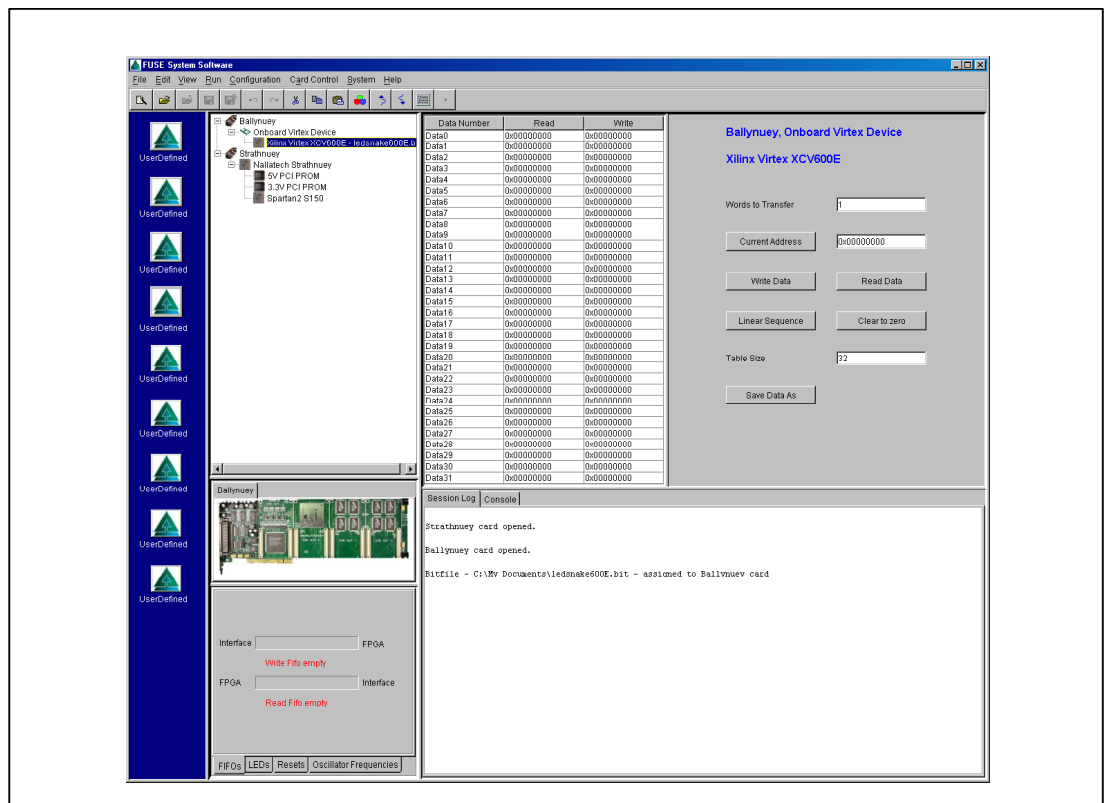 FUSE System Software
File Edit View Run Configuration Card Control System Help
UserDefined
UserDefined
UserDefined
UserDefined
UserDefined
UserDefined
UserDefined
UserDefined
UserDefined
Ballynuey
Onboard Virtex Device
Xilinx Virtex XCV600E - ledsnake600E.b
Strathnuey
Nallatech Strathnuey
5V PCI PROM
3.3V PCI PROM
Spartan2 S150
Data Number Read Write
Data0 0x00000000 0x00000000
Data1 0x00000000 0x00000000
Data2 0x00000000 0x00000000
Data3 0x00000000 0x00000000
Data4 0x00000000 0x00000000
Data5 0x00000000 0x00000000
Data6 0x00000000 0x00000000
Data7 0x00000000 0x00000000
Data8 0x00000000 0x00000000
Data9 0x00000000 0x00000000
Data10 0x00000000 0x00000000
Data11 0x00000000 0x00000000
Data12 0x00000000 0x00000000
Data13 0x00000000 0x00000000
Data14 0x00000000 0x00000000
Data15 0x00000000 0x00000000
Data16 0x00000000 0x00000000
Data17 0x00000000 0x00000000
Data18 0x00000000 0x00000000
Data19 0x00000000 0x00000000
Data20 0x00000000 0x00000000
Data21 0x00000000 0x00000000
Data22 0x00000000 0x00000000
Data23 0x00000000 0x00000000
Data24 0x00000000 0x00000000
Data25 0x00000000 0x00000000
Data26 0x00000000 0x00000000
Data27 0x00000000 0x00000000
Data28 0x00000000 0x00000000
Data29 0x00000000 0x00000000
Data30 0x00000000 0x00000000
Data31 0x00000000 0x00000000
Ballynuey, Onboard Virtex Device
Xilinx Virtex XCV600E
Words to Transfer 1
Current Address 0x00000000
Write Data Read Data
Linear Sequence Clear to zero
Table Size 32
Save Data As
Ballynuey
Interface FPGA
Write Fifo empty
FPGA Interface
Read Fifo empty
FIFOs LEDs Resets Oscillator Frequencies
Session Log Console
Strathnuey card opened.
Ballynuey card opened.
Bitfile - C:\My Documents\ledsnake600E.bit - assigned to Ballynuey card